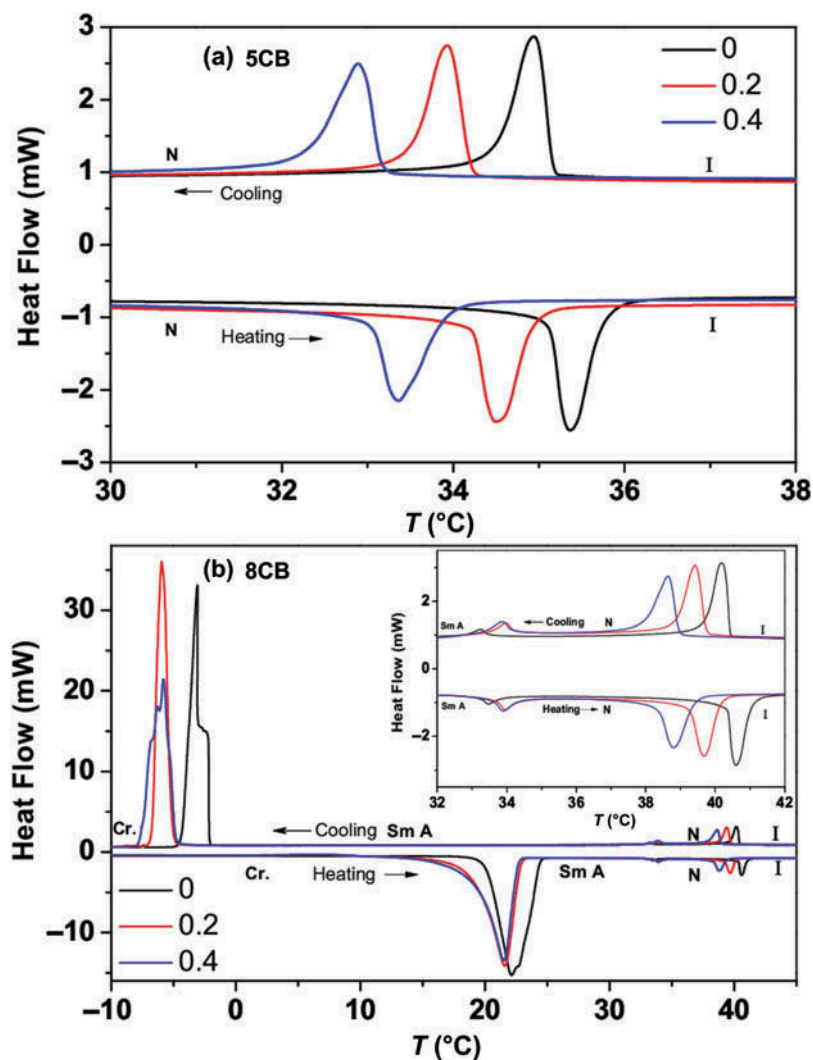 (a) 5CB
0
0.2
0.4
N
I
Cooling
N
Heating
I
3
2
1
0
−1
−2
−3
Heat Flow (mW)
30 32 34 36 38
T (°C)
(b) 8CB
Sm A
Cooling
N
I
Sm A
Heating
N
I
2
0
−2
Heat Flow (mW)
32 34 36 38 40 42
T (°C)
Cr.
Cooling Sm A
N
I
Cr.
Heating
Sm A
N
I
0
0.2
0.4
30
20
10
0
−10
Heat Flow (mW)
−10 0 10 20 30 40
T (°C)